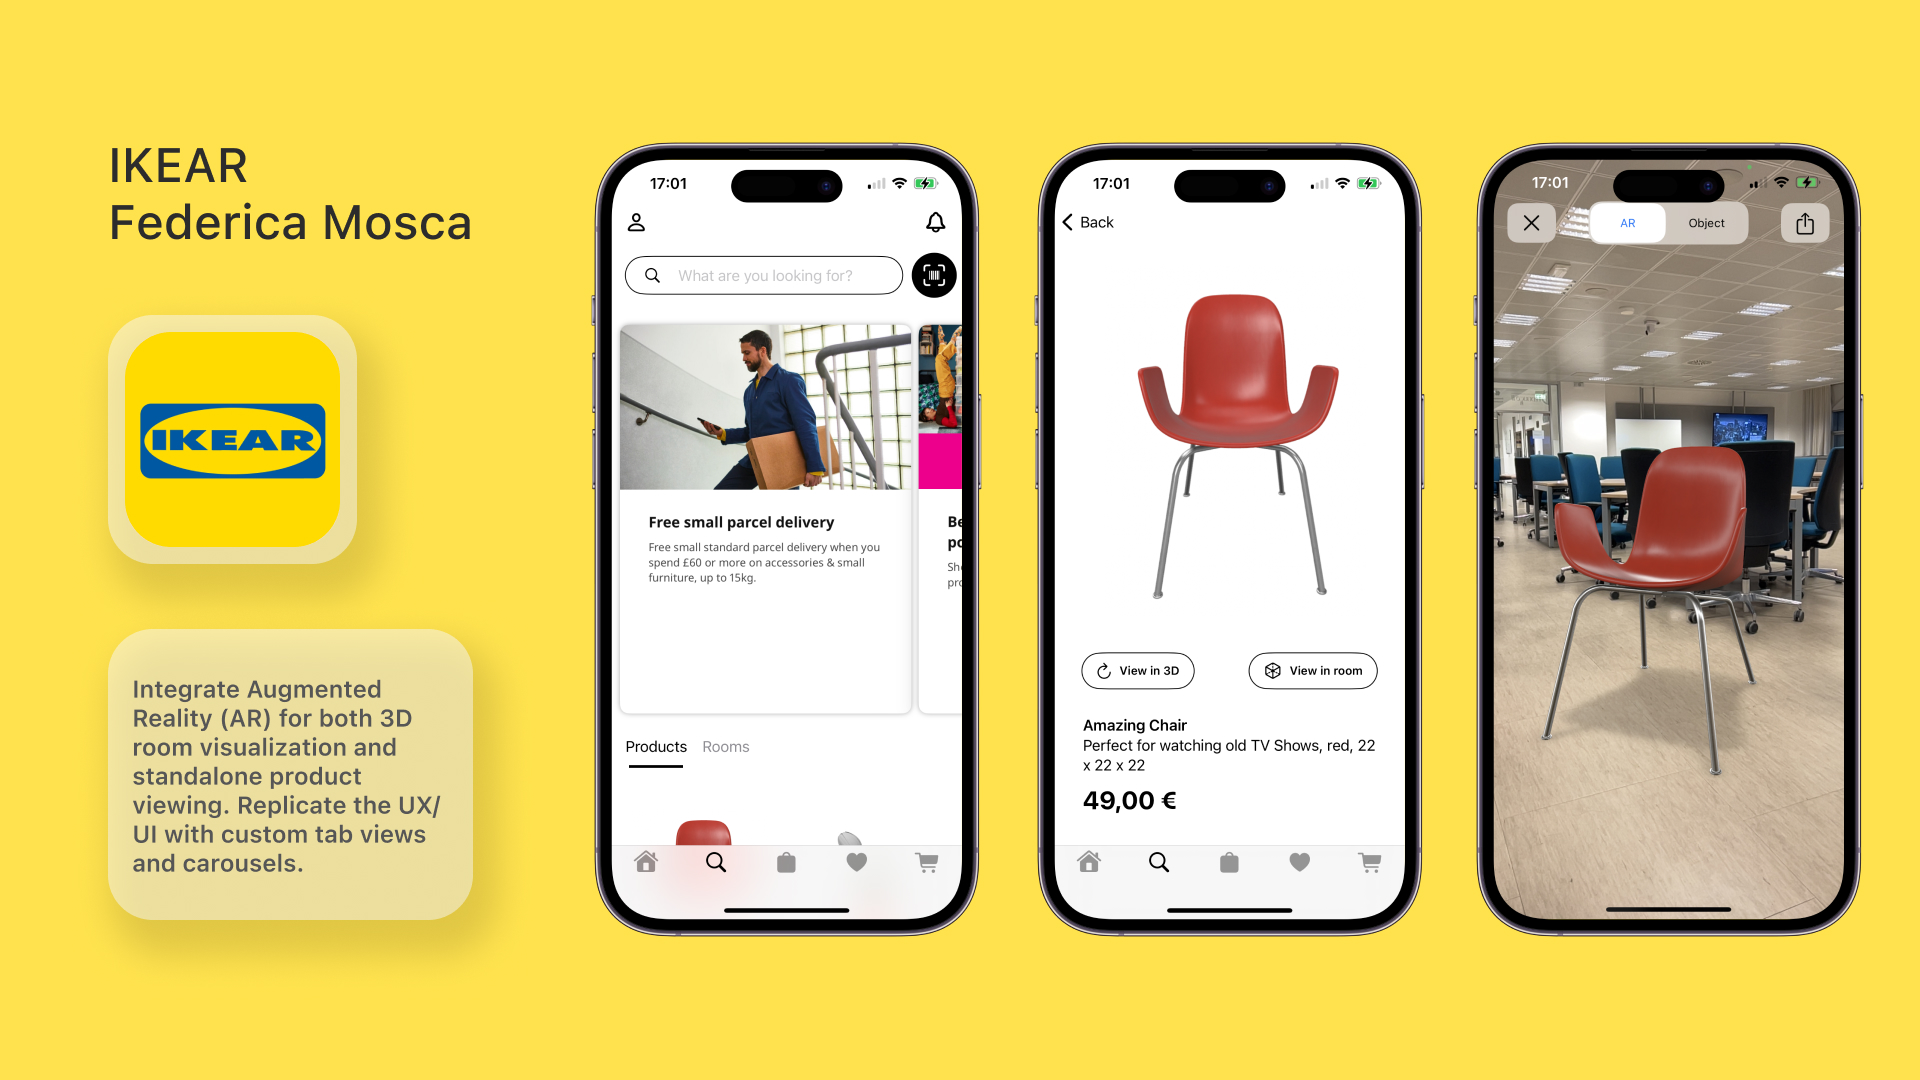 IKEAR
Federica Mosca
IKEAR
Integrate Augmented
Reality (AR) for both 3D
room visualization and
standalone product
viewing. Replicate the UX/
UI with custom tab views
and carousels.
17:01
What are you looking for?
Free small parcel delivery
Free small standard parcel delivery when you
spend £60 or more on accessories & small
furniture, up to 15kg.
Be
po
Sh
pro
Products Rooms
17:01
Back
View in 3D
View in room
Amazing Chair
Perfect for watching old TV Shows, red, 22
x 22 x 22
49,00 €
17:01
AR
Object